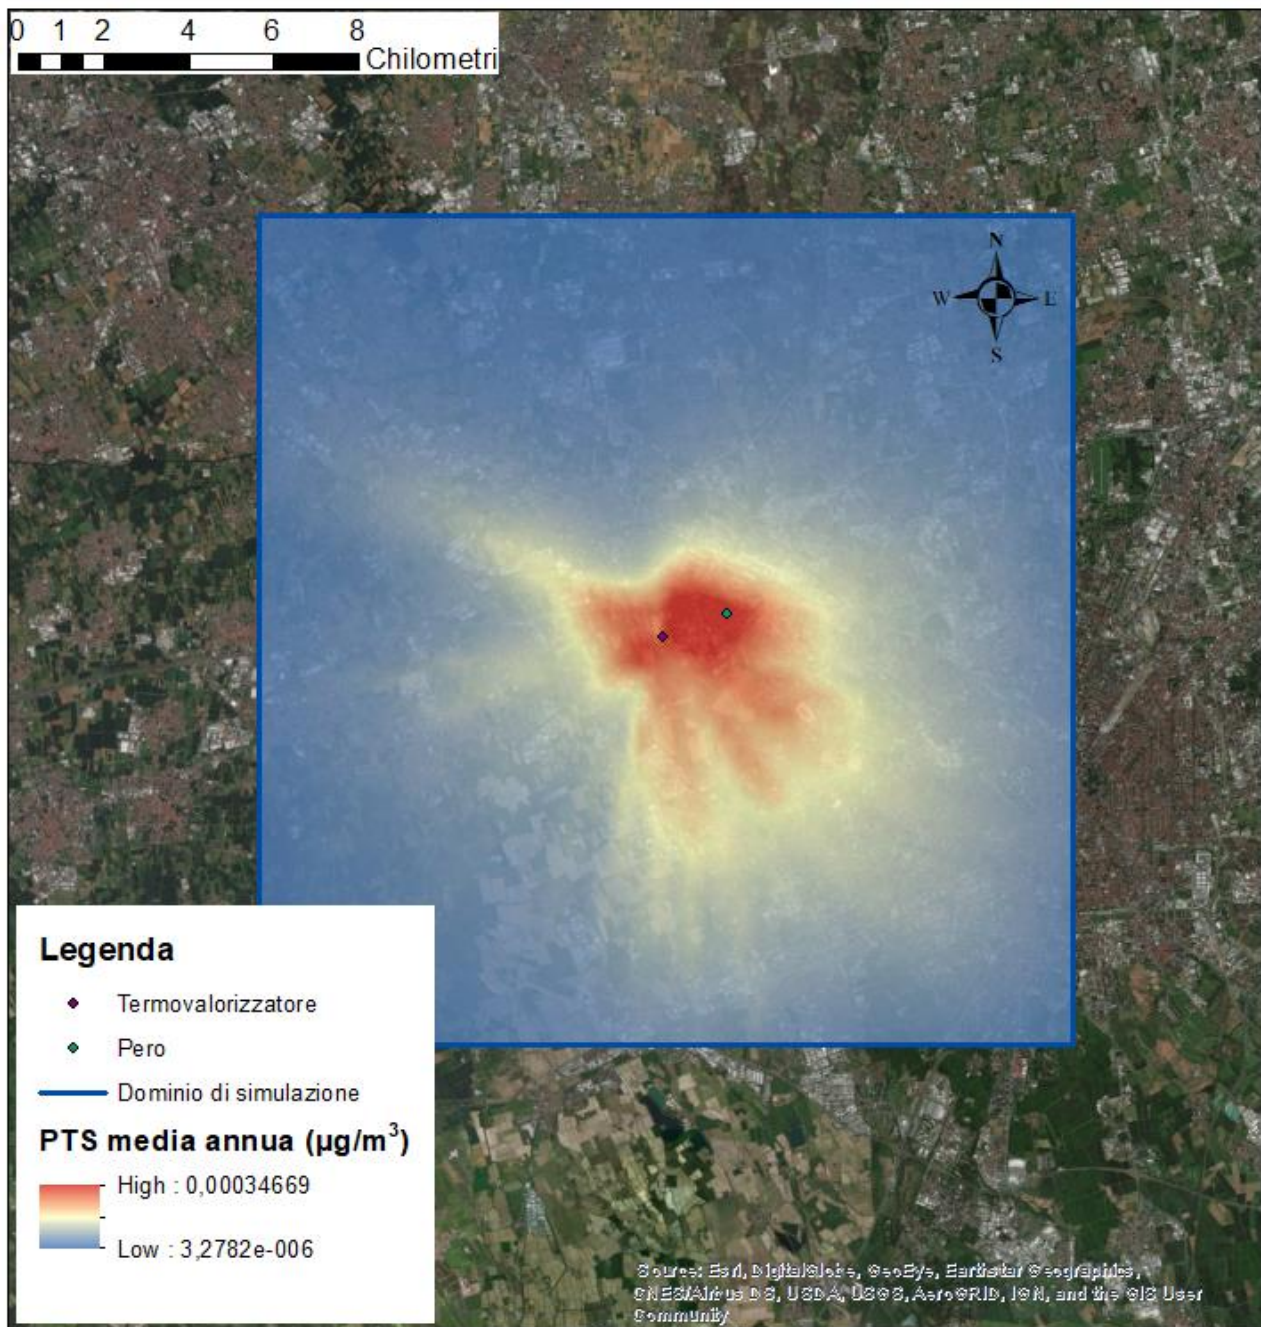 0 1 2 4 6 8
Chilometri
N
W E
S
Legenda
Termovalorizzatore
Pero
Dominio di simulazione
PTS media annua (µg/m³)
High : 0,00034669
Low : 3,2782e-006
Source: Esri, DigitalGlobe, GeoEye, Earthstar Geographics,
CNES/Airbus DS, USDA, USGS, AeroGRID, IGN, and the GIS User
Community